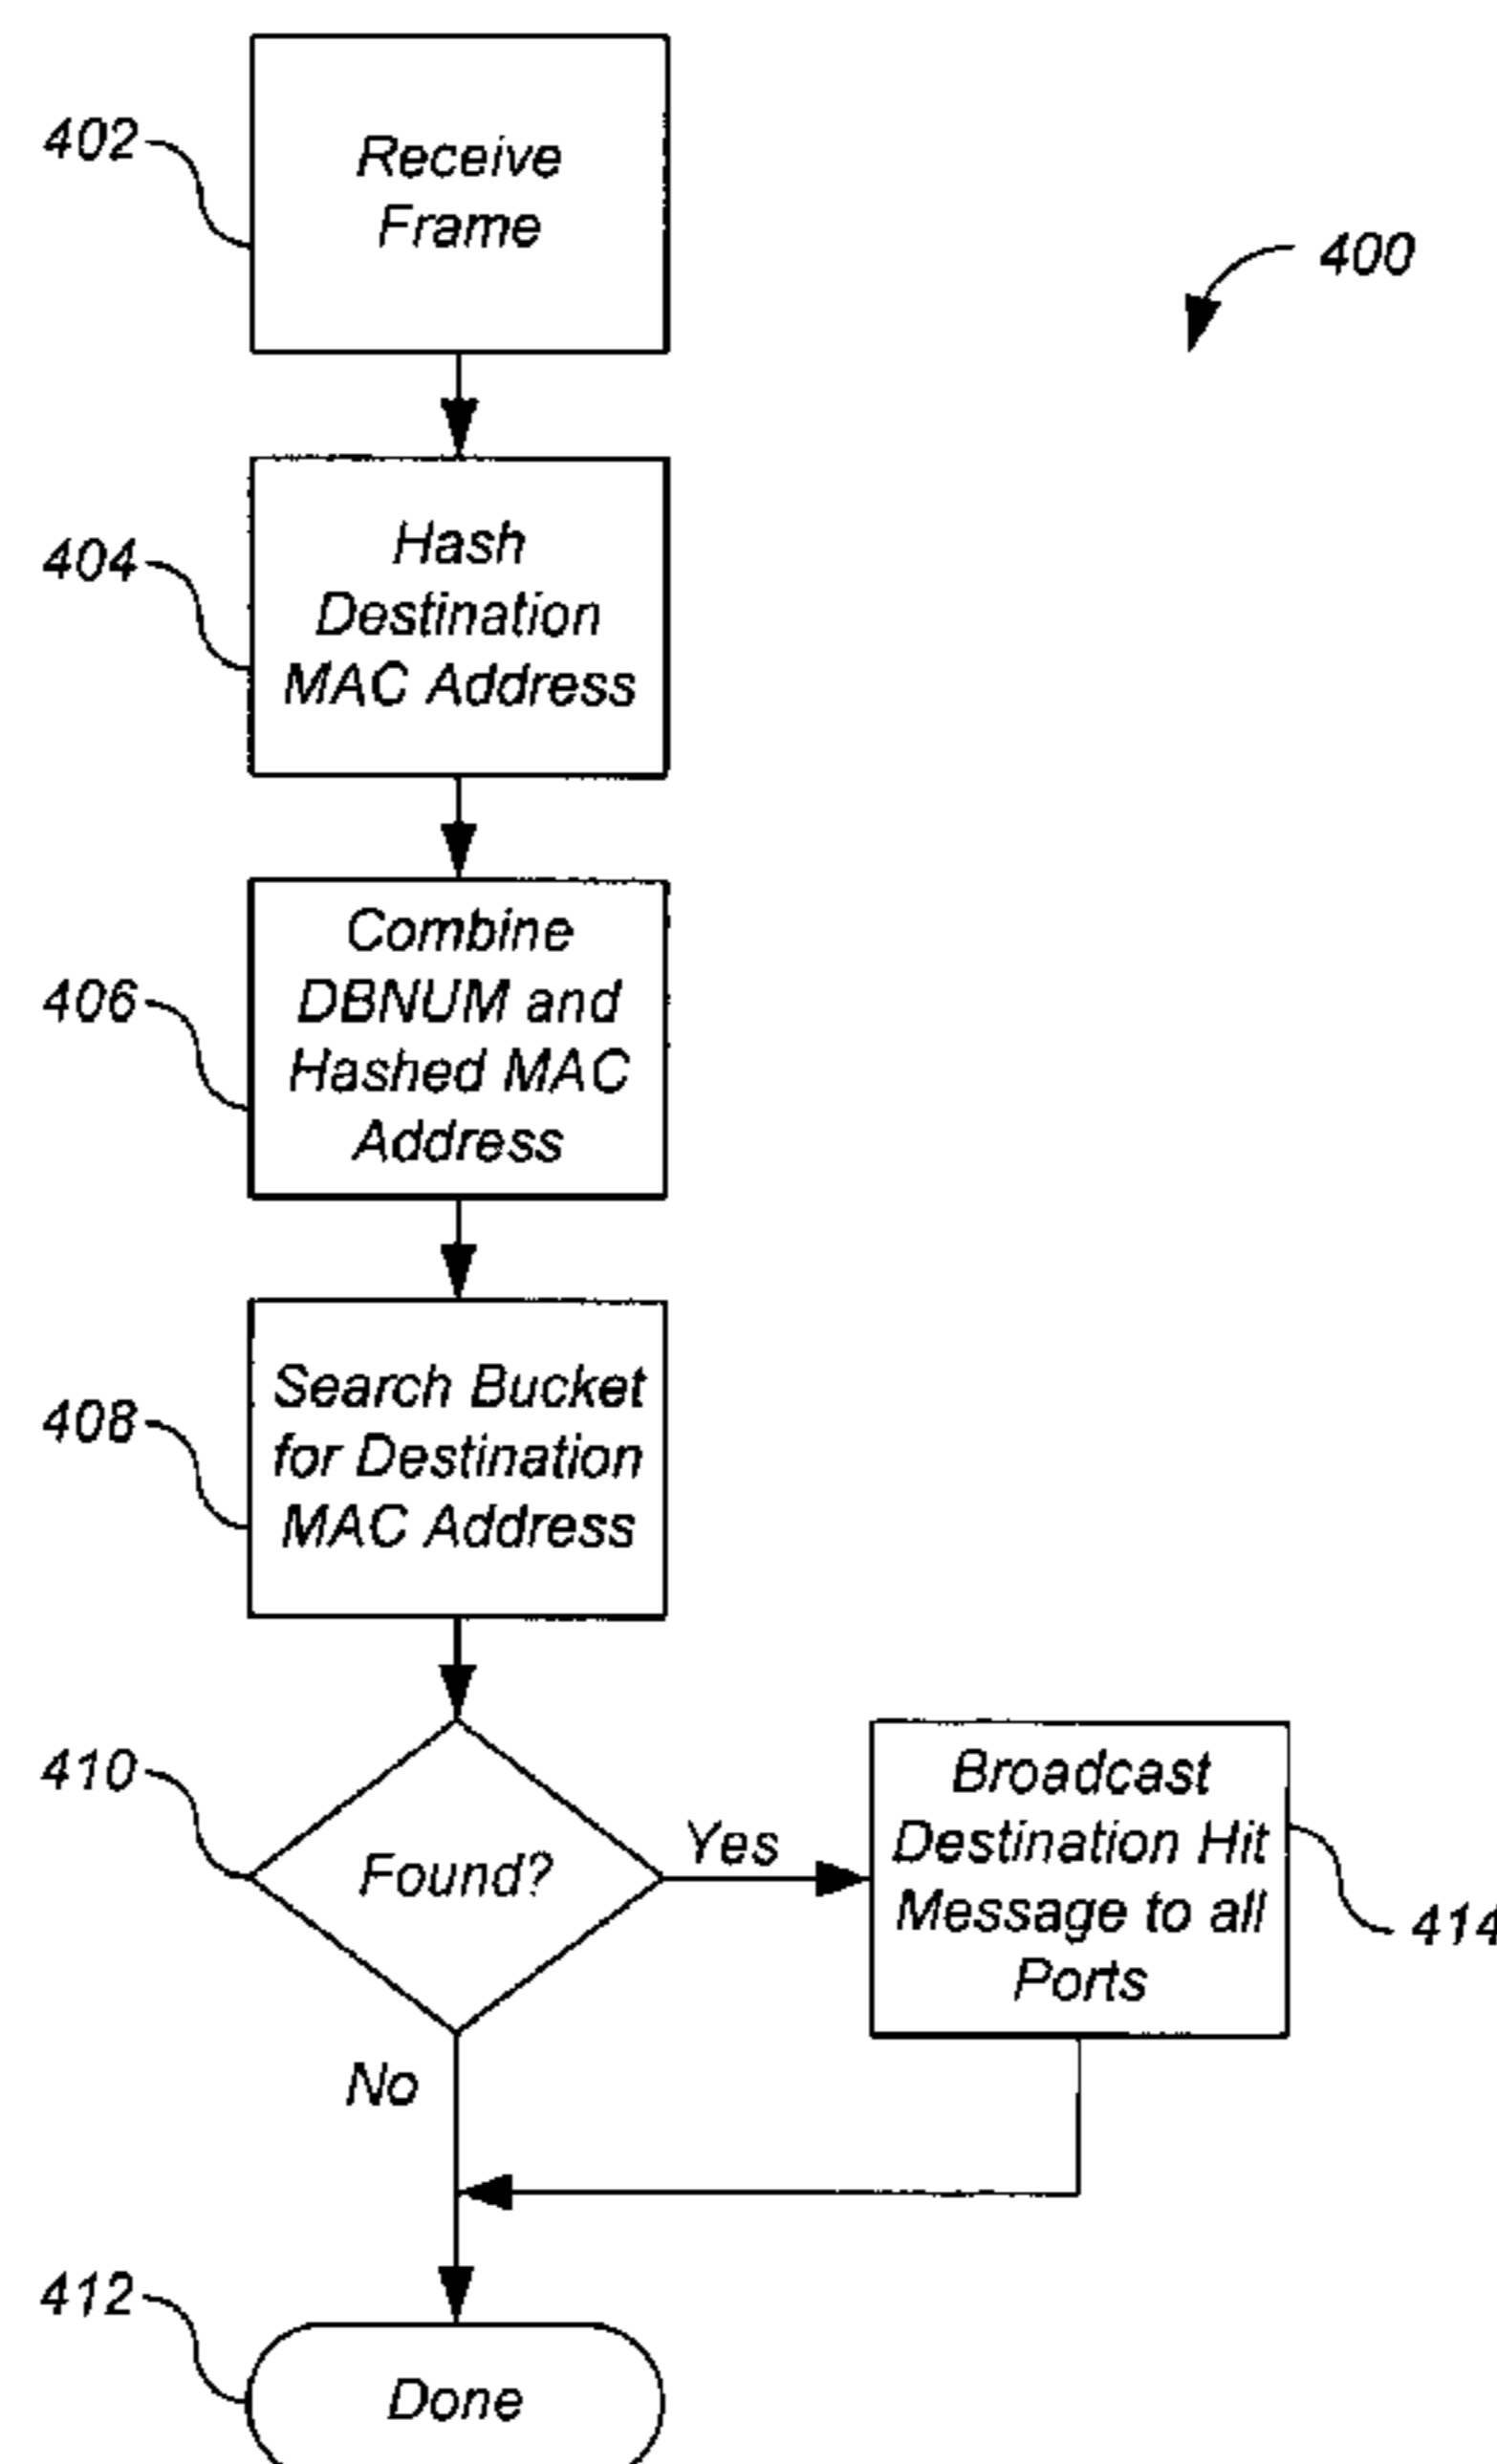 402
Receive
Frame
400
404
Hash
Destination
MAC Address
406
Combine
DBNUM and
Hashed MAC
Address
408
Search Bucket
for Destination
MAC Address
410
Found?
Yes
Broadcast
Destination Hit
Message to all
Ports
414
No
412
Done